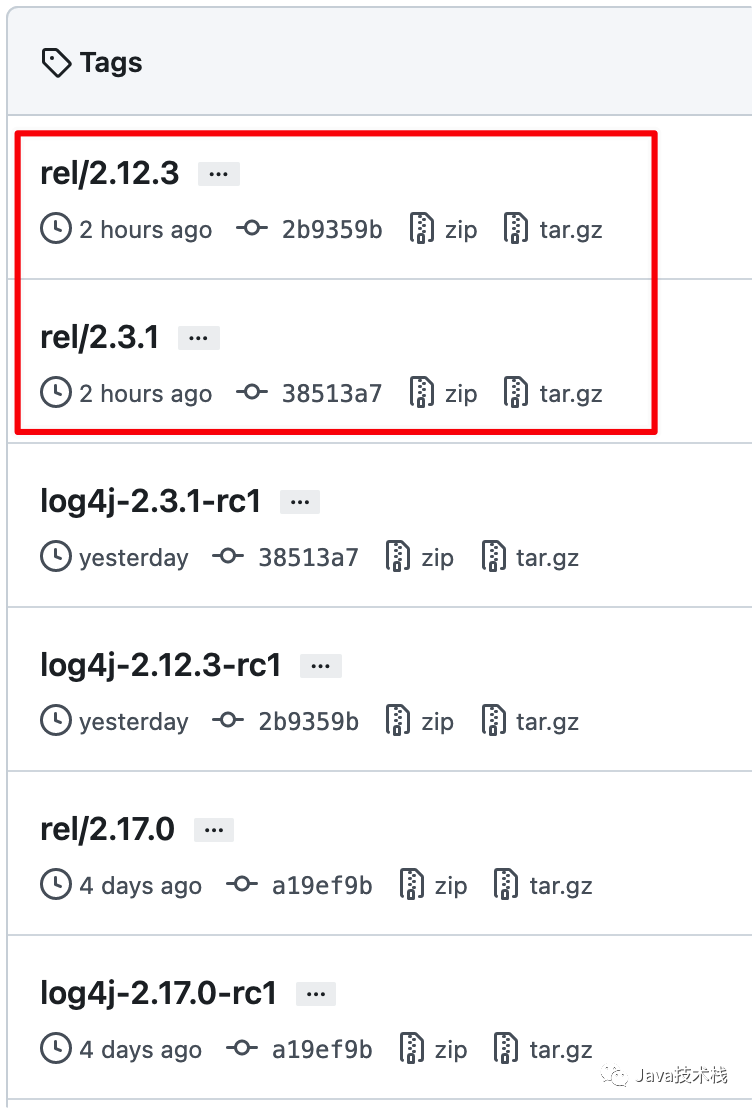 Tags
rel/2.12.3 ...
2 hours ago 2b9359b zip tar.gz
rel/2.3.1 ...
2 hours ago 38513a7 zip tar.gz
log4j-2.3.1-rc1 ...
yesterday 38513a7 zip tar.gz
log4j-2.12.3-rc1 ...
yesterday 2b9359b zip tar.gz
rel/2.17.0 ...
4 days ago a19ef9b zip tar.gz
log4j-2.17.0-rc1 ...
4 days ago a19ef9b zip tar.gz
Java技术栈